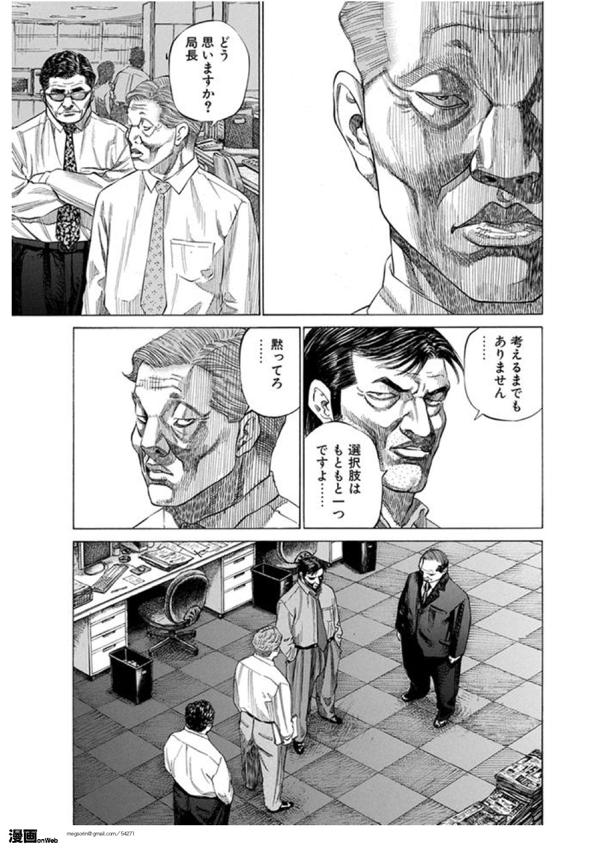 どう
思いますか？
局長
考えるまでも
ありません
……
選択肢は
もともと一つ
ですよ……
黙ってろ
……
漫画onWeb
megaorin@gmail.com/54271